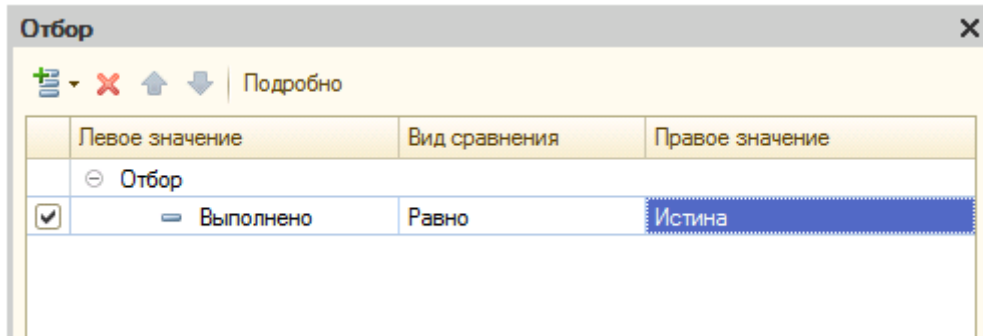 Отбор
Подробно
Левое значение Вид сравнения Правое значение
Отбор
Выполнено Равно Истина